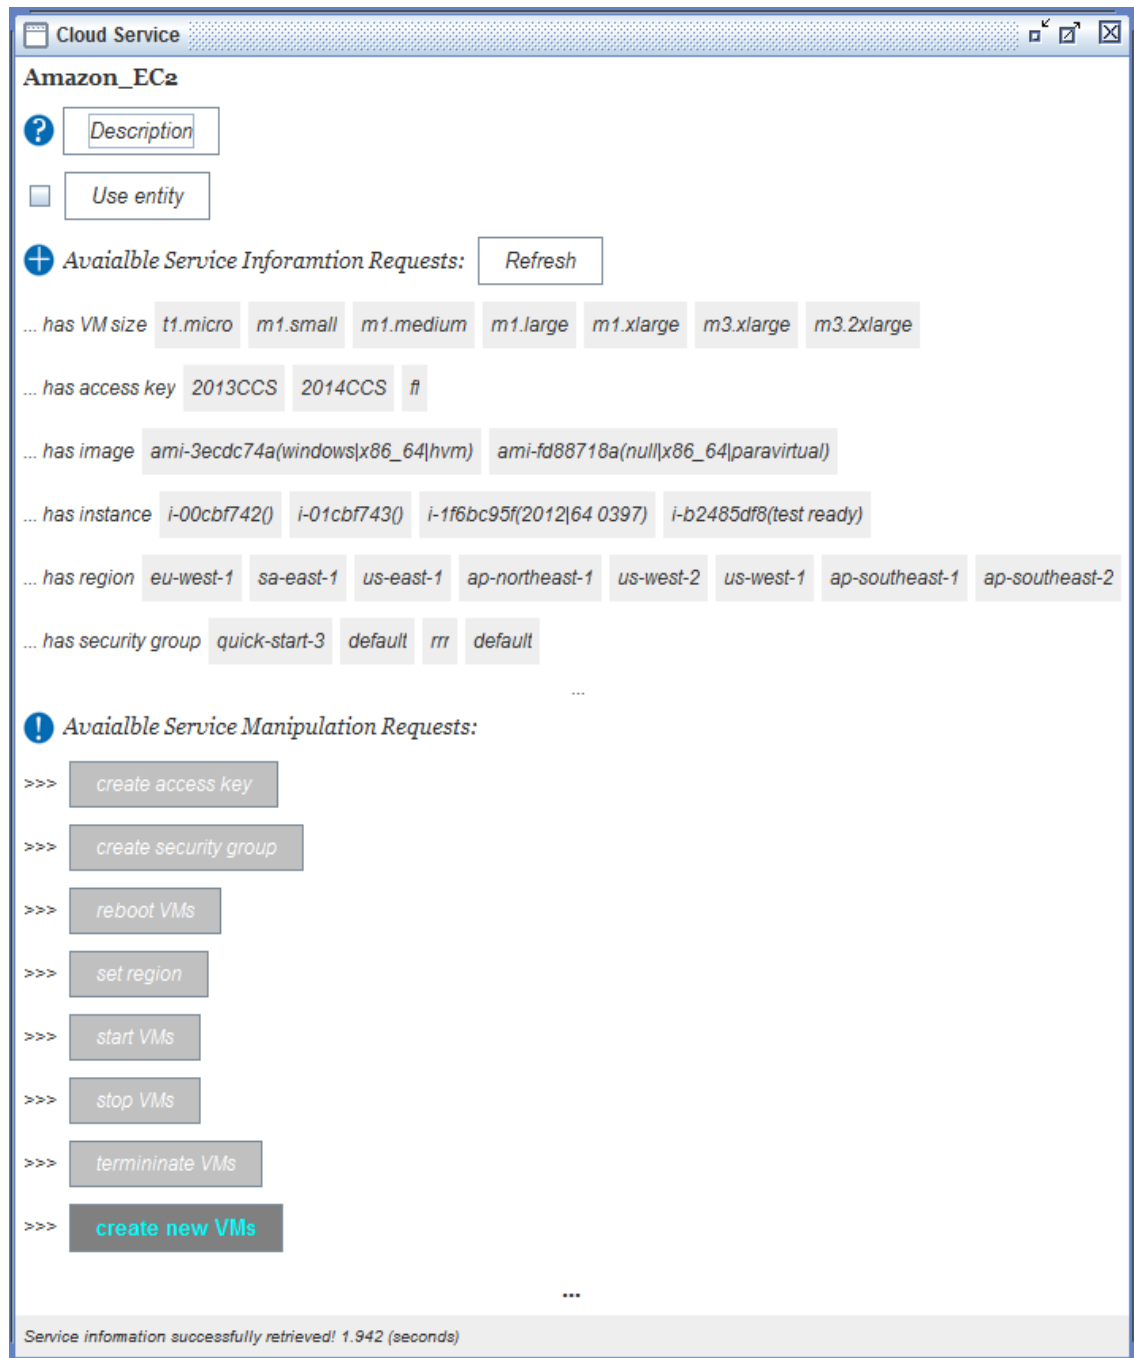 Cloud Service
Amazon_EC2
? Description
Use entity
Avaialble Service Inforamtion Requests: Refresh
... has VM size t1.micro m1.small m1.medium m1.large m1.xlarge m3.xlarge m3.2xlarge
... has access key 2013CCS 2014CCS fl
... has image ami-3ecdc74a(windows|x86_64|hvm) ami-fd88718a(null|x86_64|paravirtual)
... has instance i-00cbf742() i-01cbf743() i-1f6bc95f(2012|64 0397) i-b2485df8(test ready)
... has region eu-west-1 sa-east-1 us-east-1 ap-northeast-1 us-west-2 us-west-1 ap-southeast-1 ap-southeast-2
... has security group quick-start-3 default rrr default
...
! Avaialble Service Manipulation Requests:
>>> create access key
>>> create security group
>>> reboot VMs
>>> set region
>>> start VMs
>>> stop VMs
>>> termininate VMs
>>> create new VMs
...
Service information successfully retrieved! 1.942 (seconds)